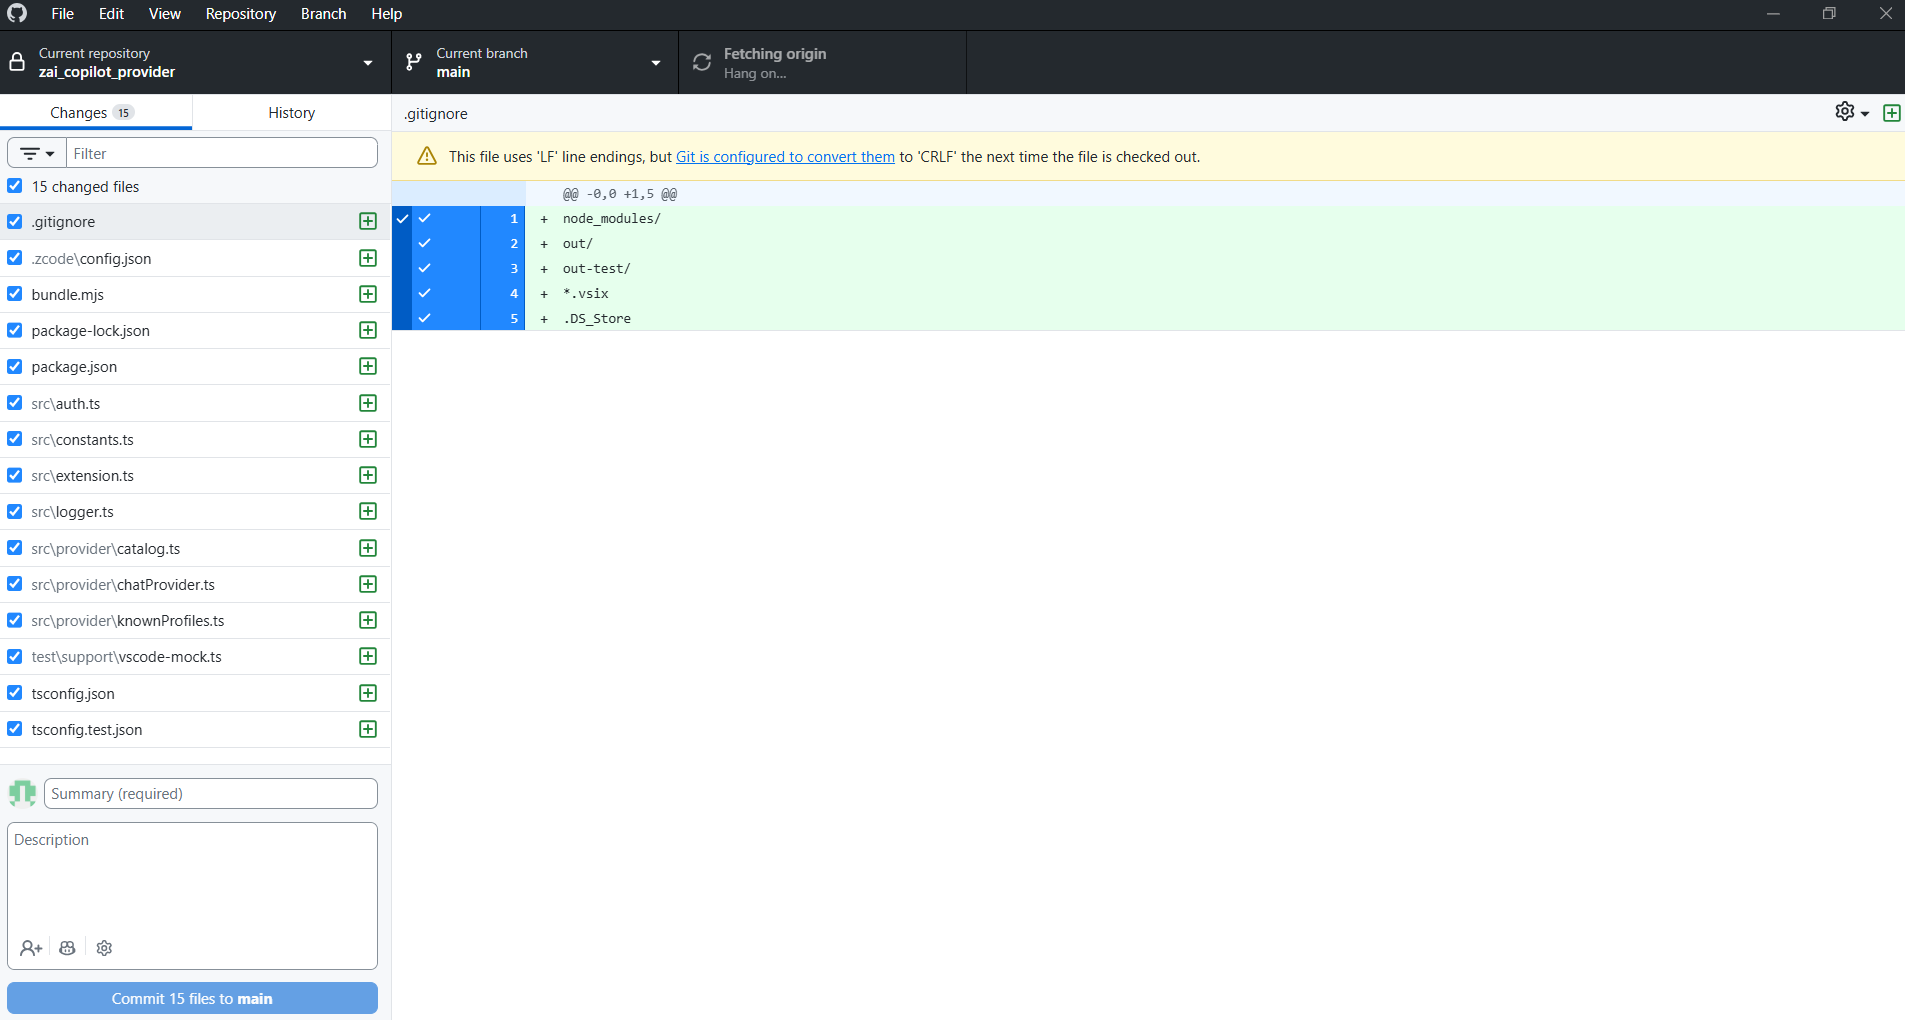 File Edit View Repository Branch Help
Current repository
zai_copilot_provider
Current branch
main
Fetching origin
Hang on...
Changes 15
History
Filter
15 changed files
.gitignore
.zcode\config.json
bundle.mjs
package-lock.json
package.json
src\auth.ts
src\constants.ts
src\extension.ts
src\logger.ts
src\provider\catalog.ts
src\provider\chatProvider.ts
src\provider\knownProfiles.ts
test\support\vscode-mock.ts
tsconfig.json
tsconfig.test.json
Summary (required)
Description
Commit 15 files to main
.gitignore
This file uses 'LF' line endings, but Git is configured to convert them to 'CRLF' the next time the file is checked out.
@@ -0,0 +1,5 @@
1 + node_modules/
2 + out/
3 + out-test/
4 + *.vsix
5 + .DS_Store